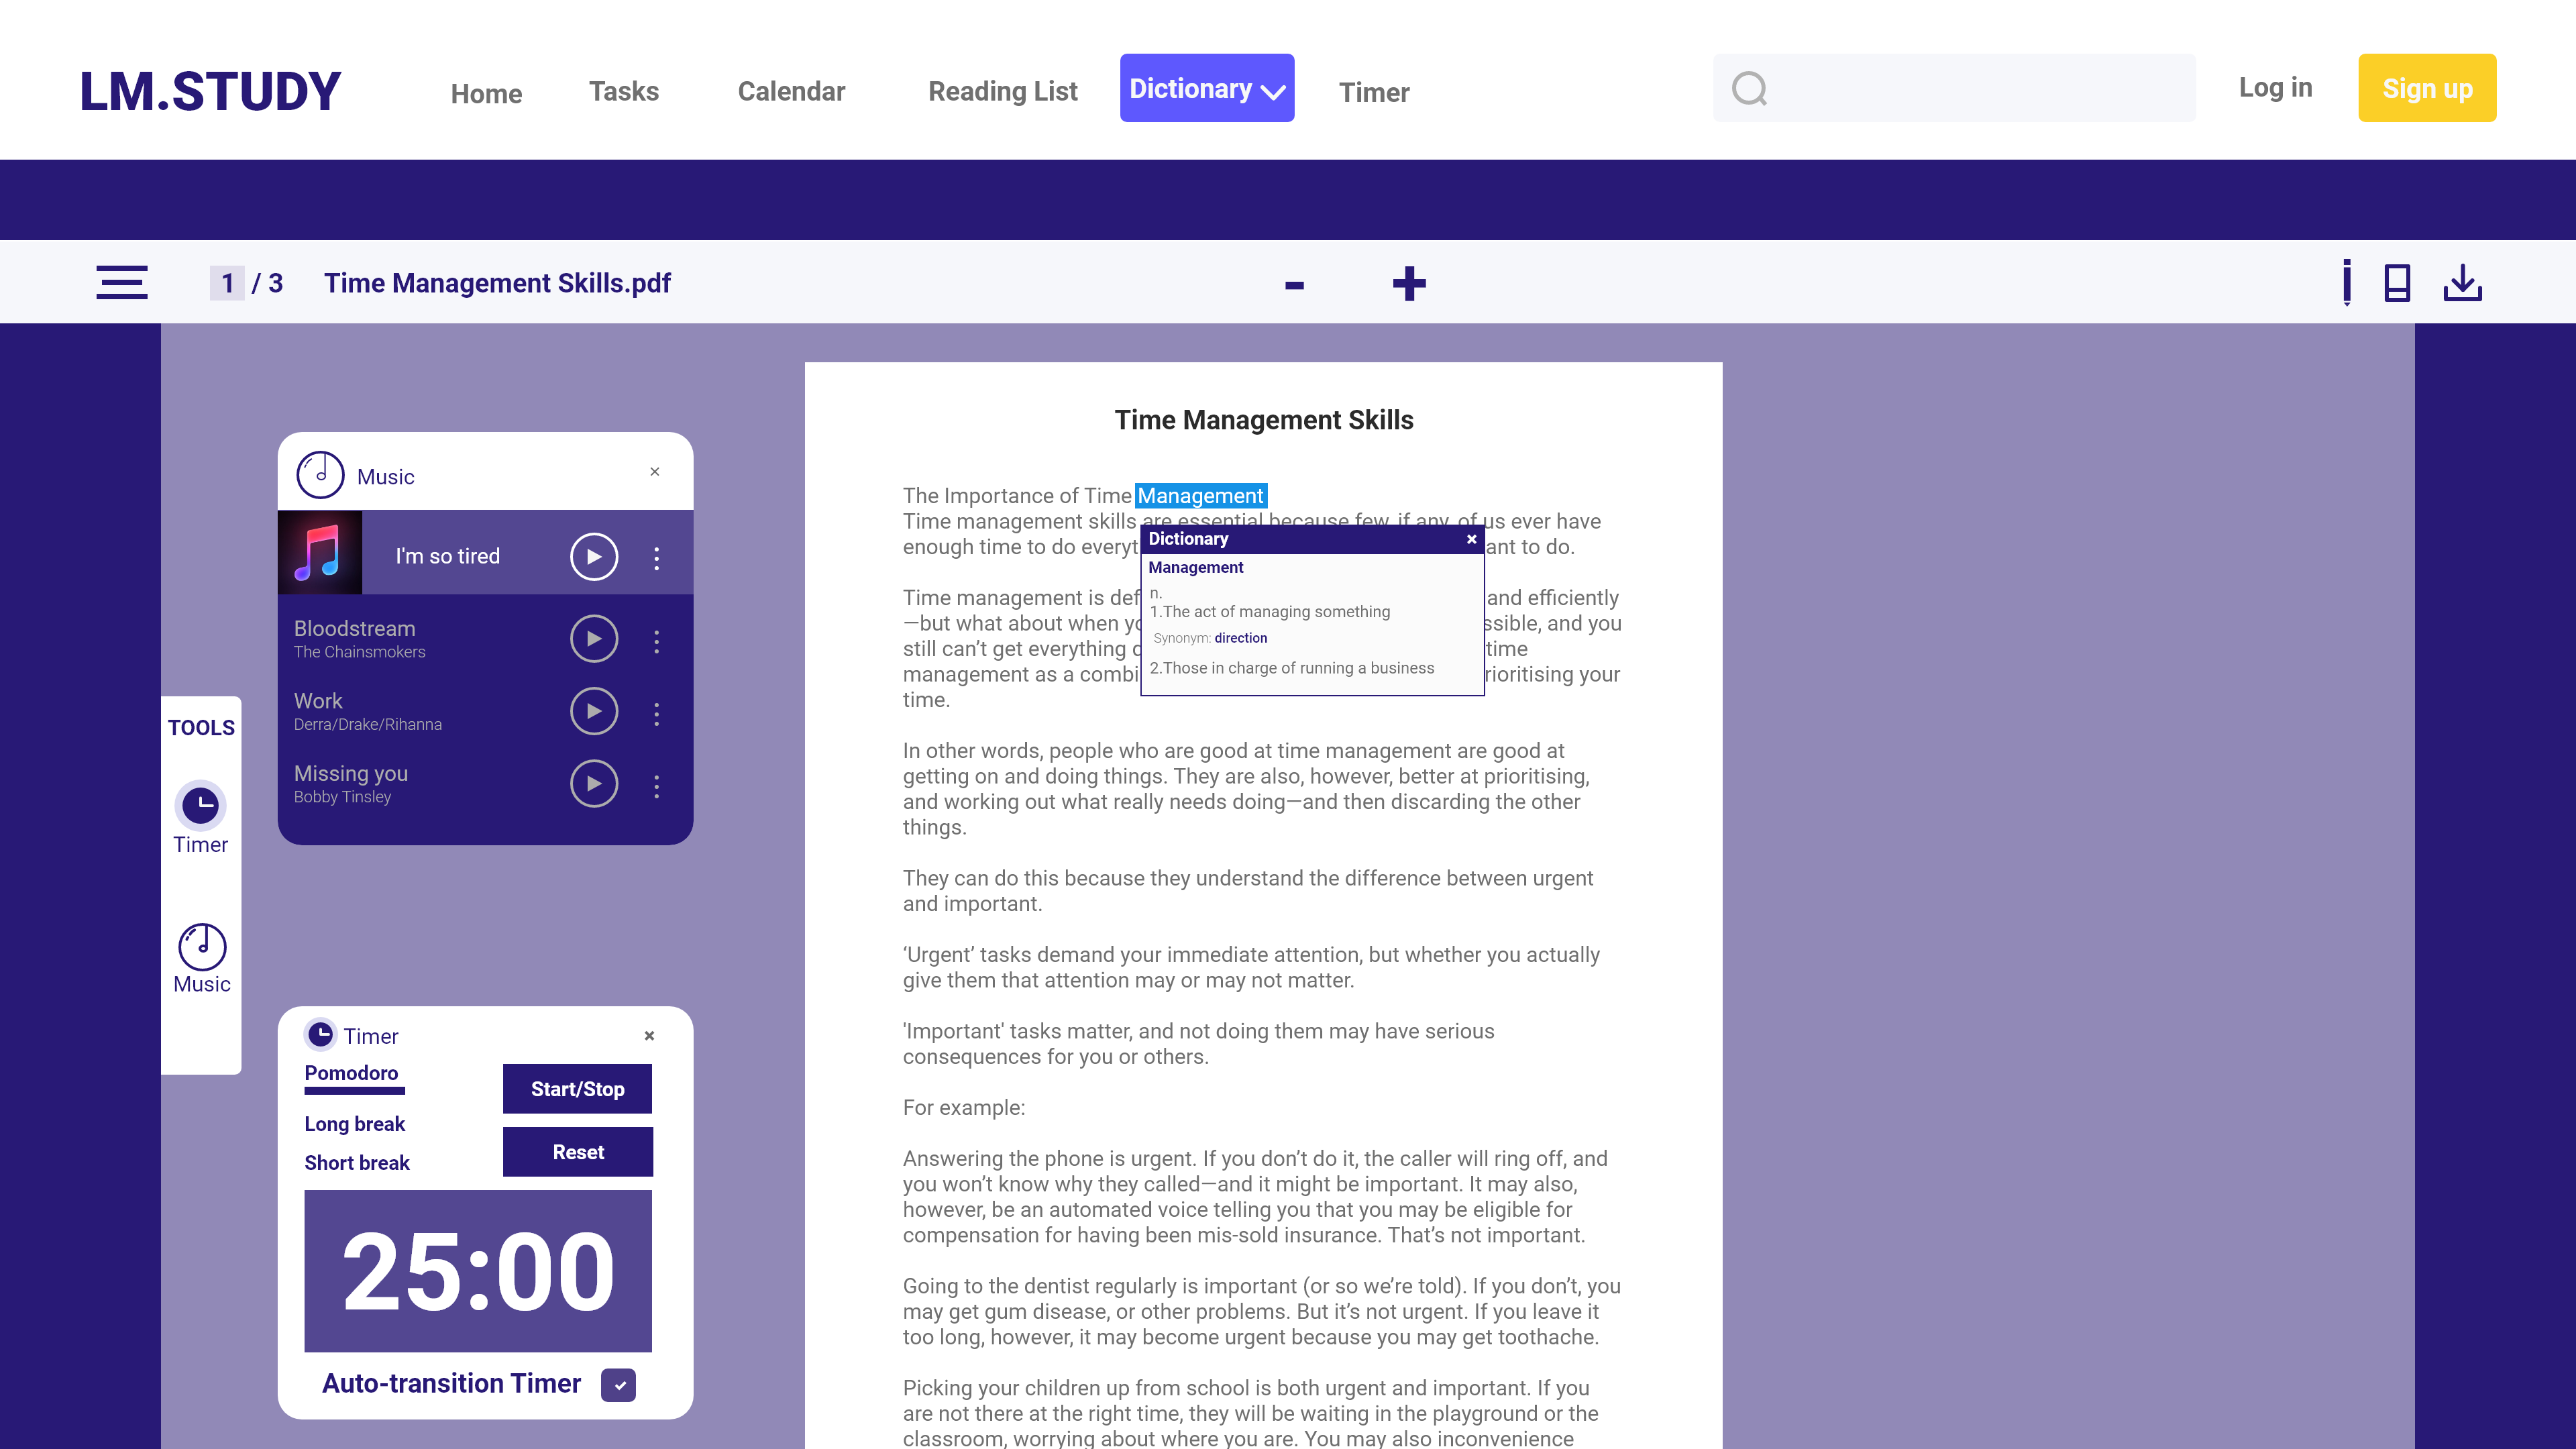 LM.STUDY
Home
Tasks
Calendar
Reading List
Dictionary
Timer
Log in
Sign up
1 / 3
Time Management Skills.pdf
-
+
Music
×
I'm so tired
Bloodstream
The Chainsmokers
Work
Derra/Drake/Rihanna
Missing you
Bobby Tinsley
TOOLS
Timer
Music
Timer
×
Pomodoro
Long break
Short break
Start/Stop
Reset
25:00
Auto-transition Timer
Time Management Skills
The Importance of Time Management
Time management skills are essential because few, if any, of us ever have
enough time to do everyt
ant to do.
Dictionary
×
Management
n.
1.The act of managing something
Synonym: direction
2.Those in charge of running a business
Time management is def
and efficiently
—but what about when yo
ssible, and you
still can’t get everything
time
management as a combi
rioritising your
time.
In other words, people who are good at time management are good at
getting on and doing things. They are also, however, better at prioritising,
and working out what really needs doing—and then discarding the other
things.
They can do this because they understand the difference between urgent
and important.
‘Urgent’ tasks demand your immediate attention, but whether you actually
give them that attention may or may not matter.
'Important' tasks matter, and not doing them may have serious
consequences for you or others.
For example:
Answering the phone is urgent. If you don’t do it, the caller will ring off, and
you won’t know why they called—and it might be important. It may also,
however, be an automated voice telling you that you may be eligible for
compensation for having been mis-sold insurance. That’s not important.
Going to the dentist regularly is important (or so we’re told). If you don’t, you
may get gum disease, or other problems. But it’s not urgent. If you leave it
too long, however, it may become urgent because you may get toothache.
Picking your children up from school is both urgent and important. If you
are not there at the right time, they will be waiting in the playground or the
classroom, worrying about where you are. You may also inconvenience